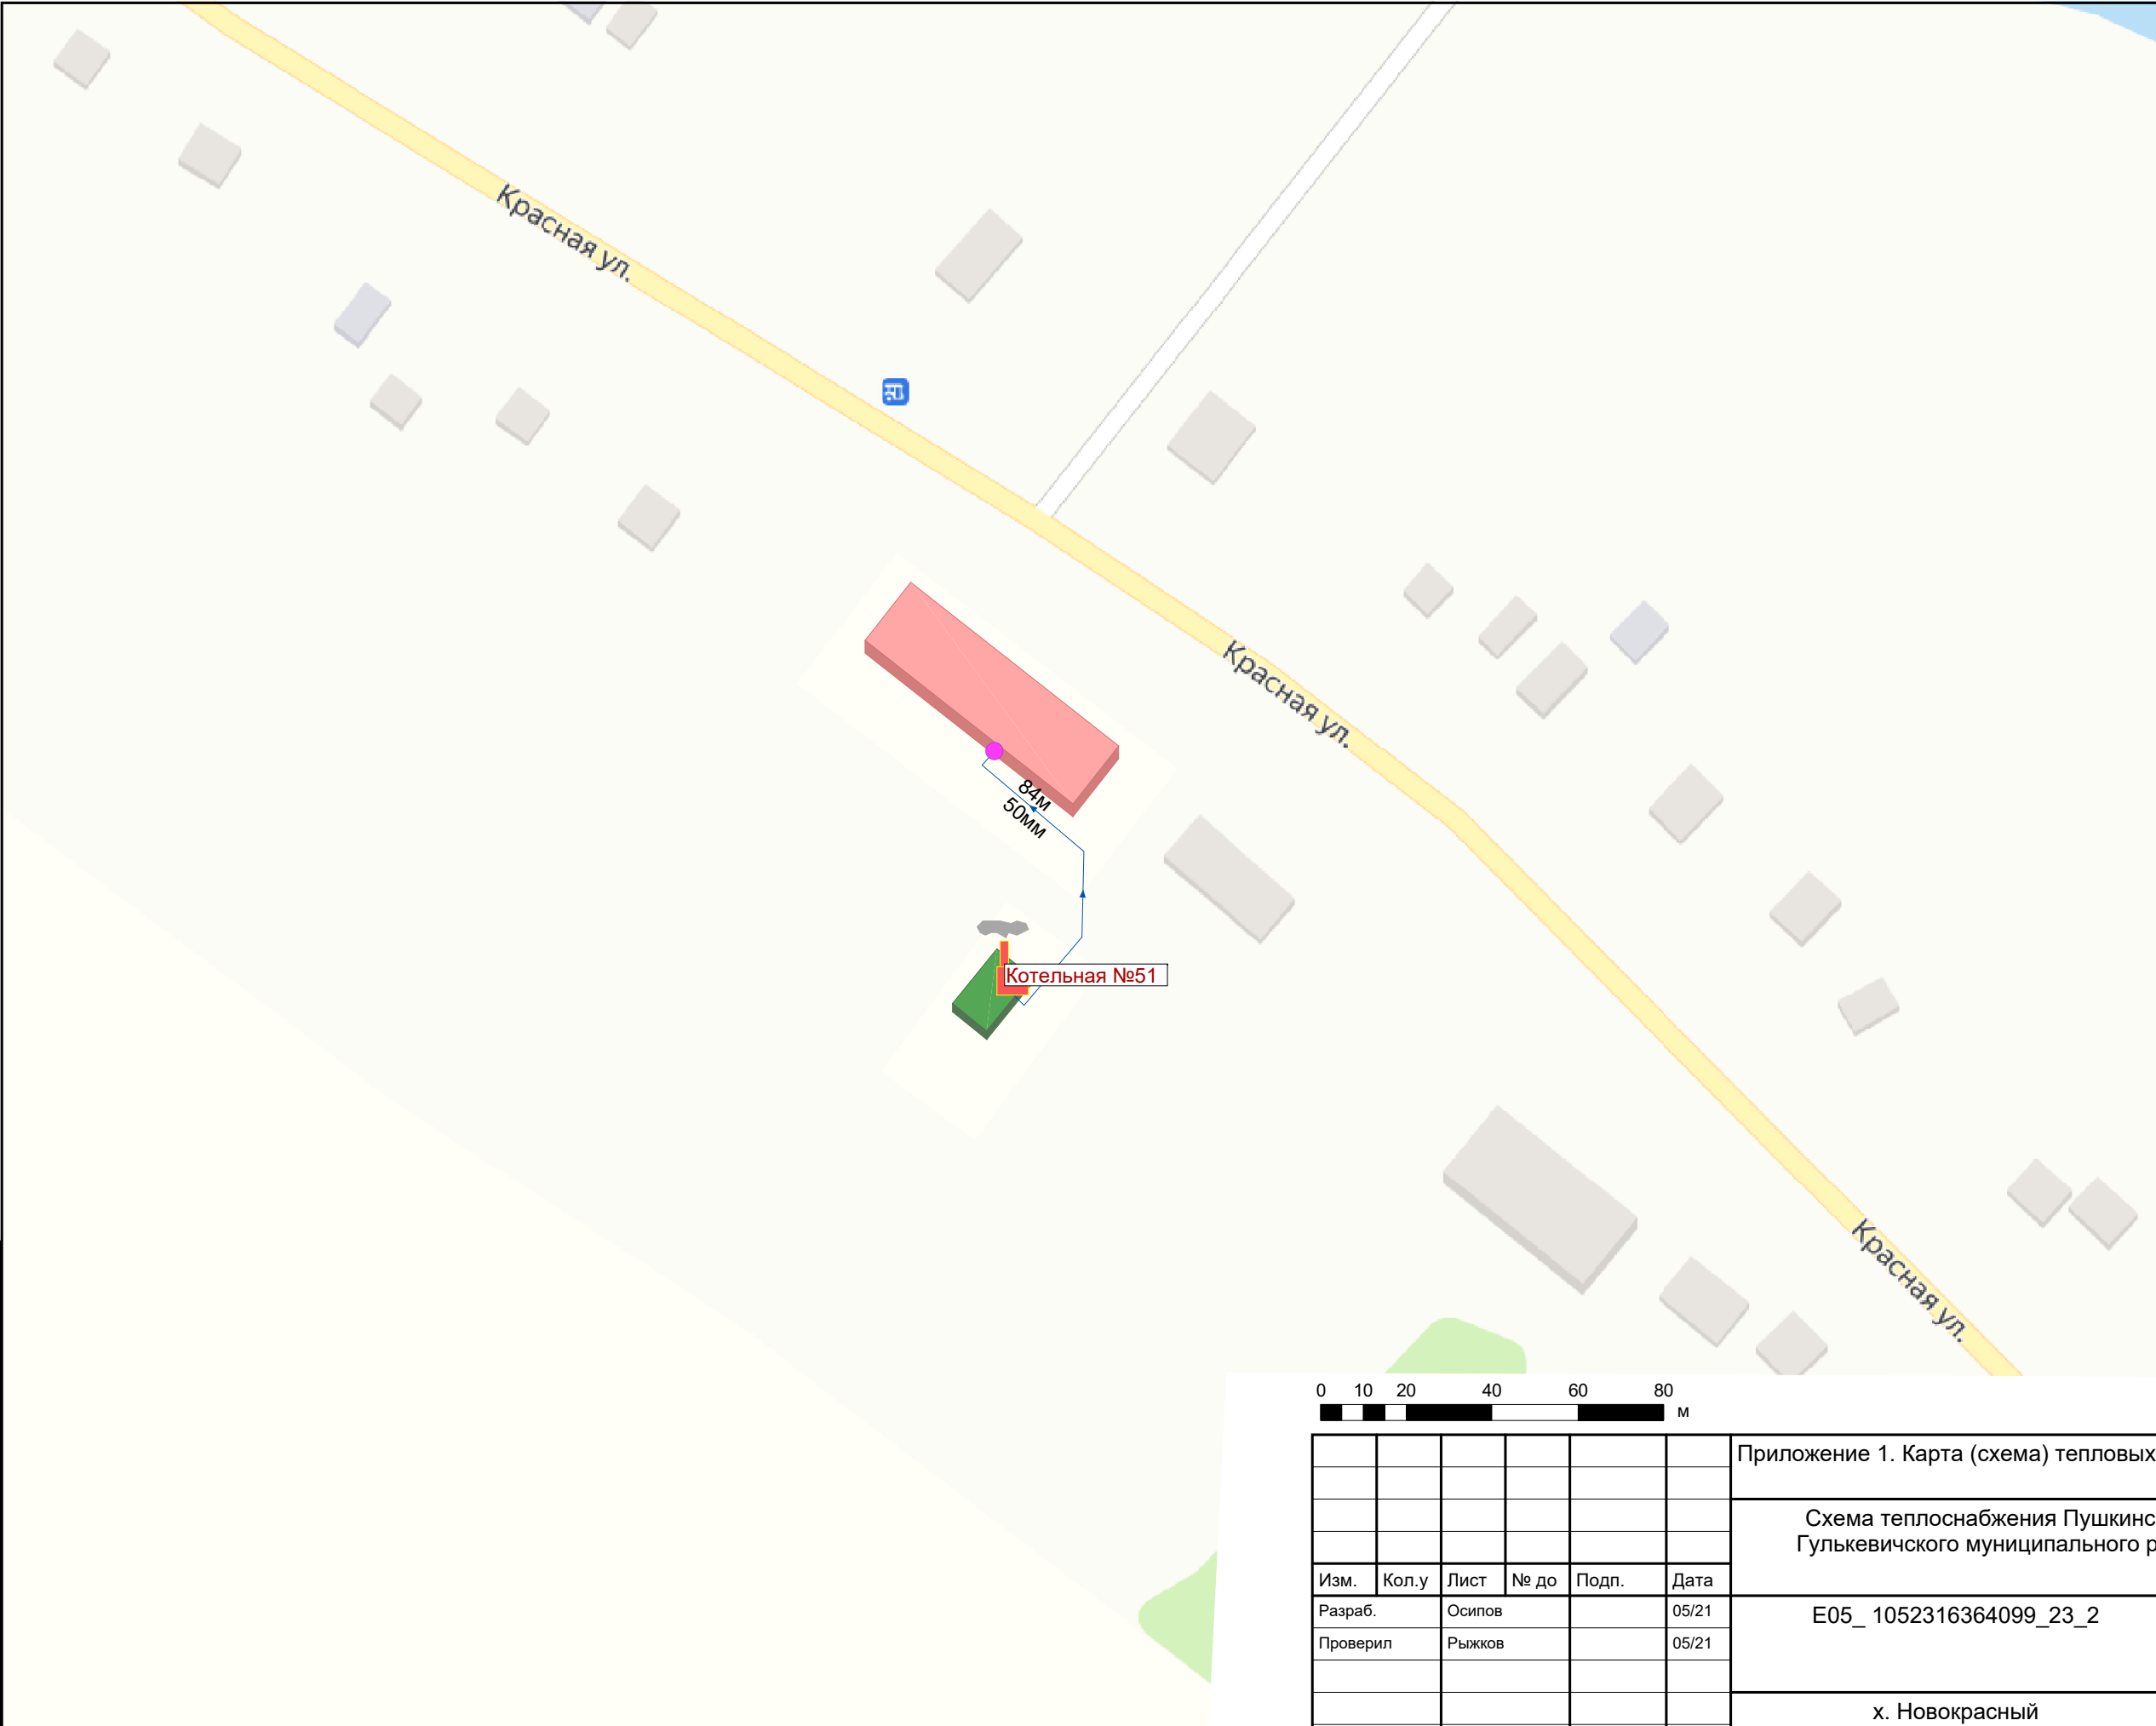 Красная ул.
Красная ул.
84м
50мм
Котельная №51
Красная ул.
0 10 20 40 60 80
м
Приложение 1. Карта (схема) тепловых
Схема теплоснабжения Пушкинс
Гулькевичского муниципального р
Изм. Кол.у Лист № до Подп. Дата
Разраб. Осипов 05/21
Е05_ 1052316364099_23_2
Проверил Рыжков 05/21
х. Новокрасный